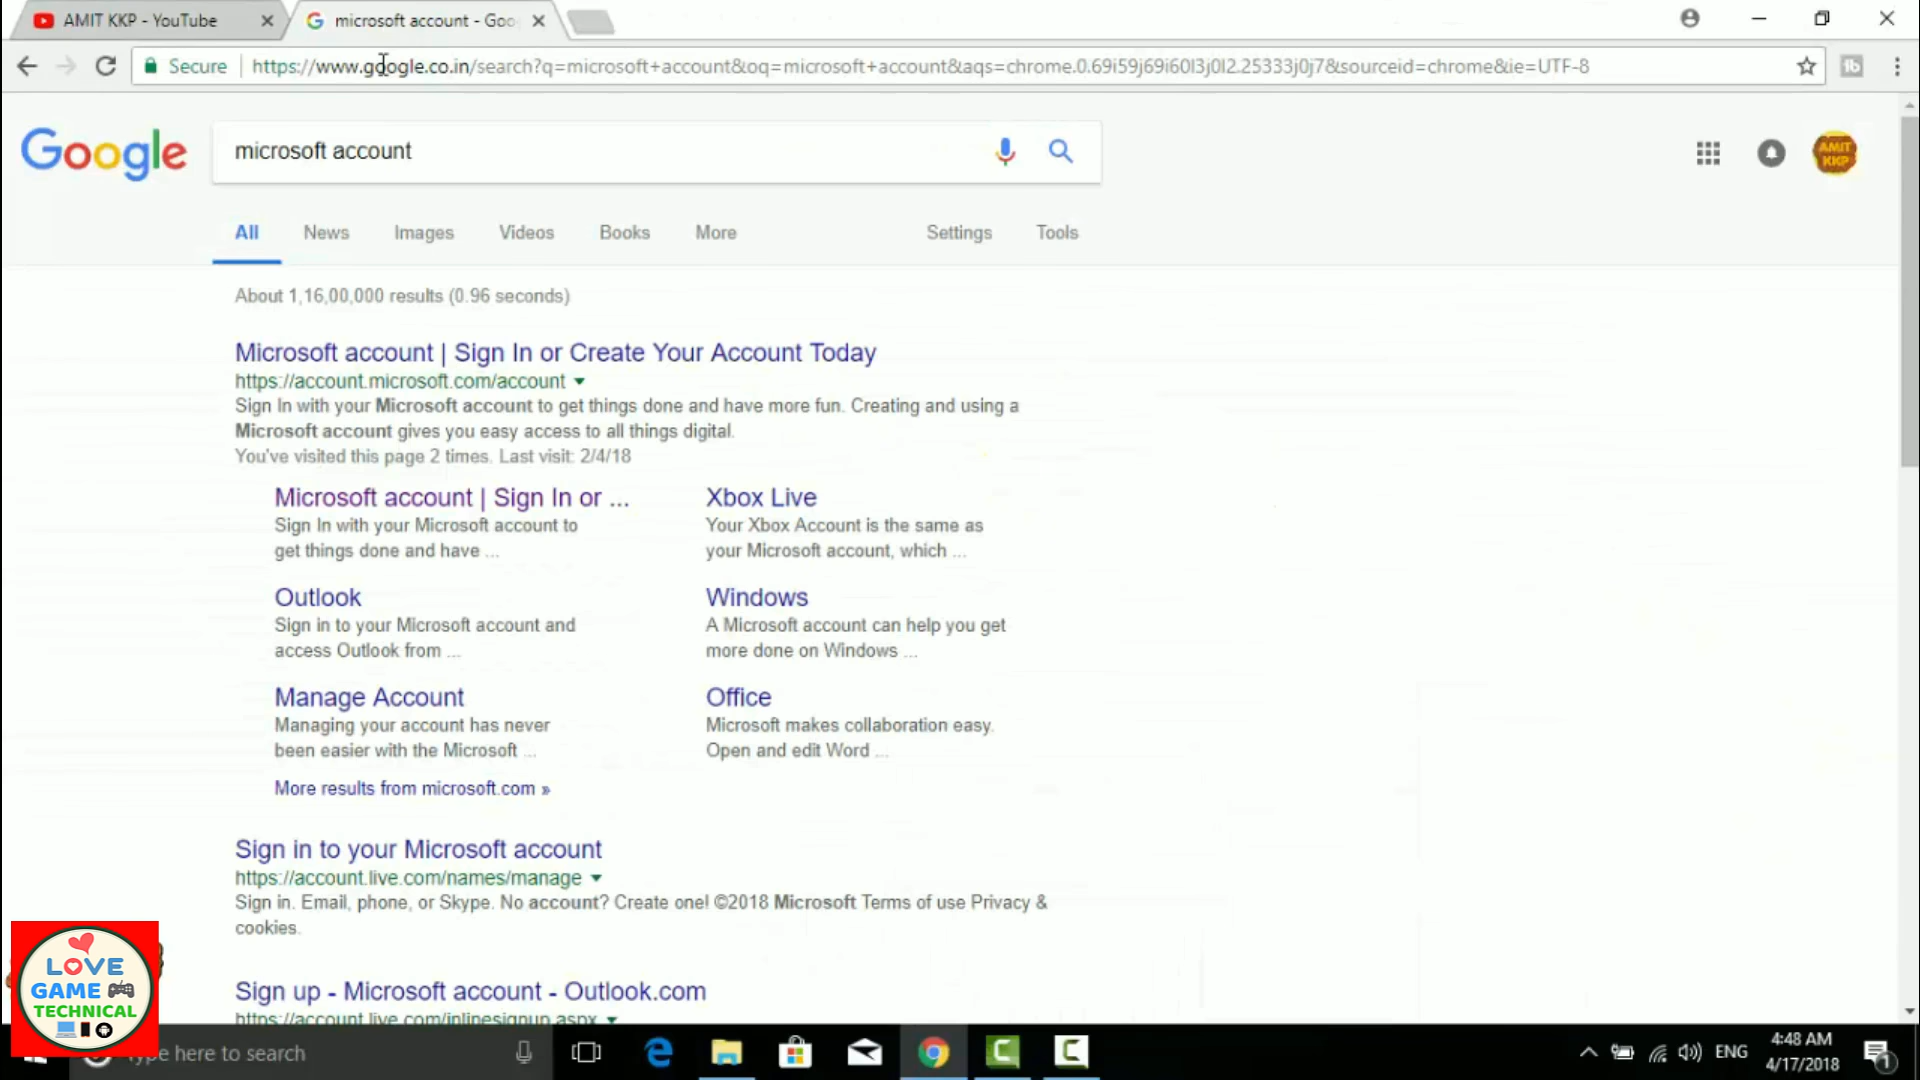 AMIT KKP - YouTube
microsoft account - Goo
Secure
https://www.google.co.in/search?q=microsoft+account&oq=microsoft+account&aqs=chrome.0.69i59j69i60l3j0l2.25333j0j7&sourceid=chrome&ie=UTF-8
Google
microsoft account
AMIT
KKP
All News Images Videos Books More Settings Tools
About 1,16,00,000 results (0.96 seconds)
Microsoft account | Sign In or Create Your Account Today
https://account.microsoft.com/account
Sign In with your Microsoft account to get things done and have more fun. Creating and using a
Microsoft account gives you easy access to all things digital.
You've visited this page 2 times. Last visit: 2/4/18
Microsoft account | Sign In or ...
Sign In with your Microsoft account to
get things done and have ...
Xbox Live
Your Xbox Account is the same as
your Microsoft account, which ...
Outlook
Sign in to your Microsoft account and
access Outlook from ...
Windows
A Microsoft account can help you get
more done on Windows ...
Manage Account
Managing your account has never
been easier with the Microsoft ...
Office
Microsoft makes collaboration easy.
Open and edit Word ...
More results from microsoft.com »
Sign in to your Microsoft account
https://account.live.com/names/manage
Sign in. Email, phone, or Skype. No account? Create one! ©2018 Microsoft Terms of use Privacy &
cookies.
Sign up - Microsoft account - Outlook.com
https://account.live.com/inlinesignup.aspx
LOVE
GAME
TECHNICAL
Type here to search
ENG
4:48 AM
4/17/2018
1